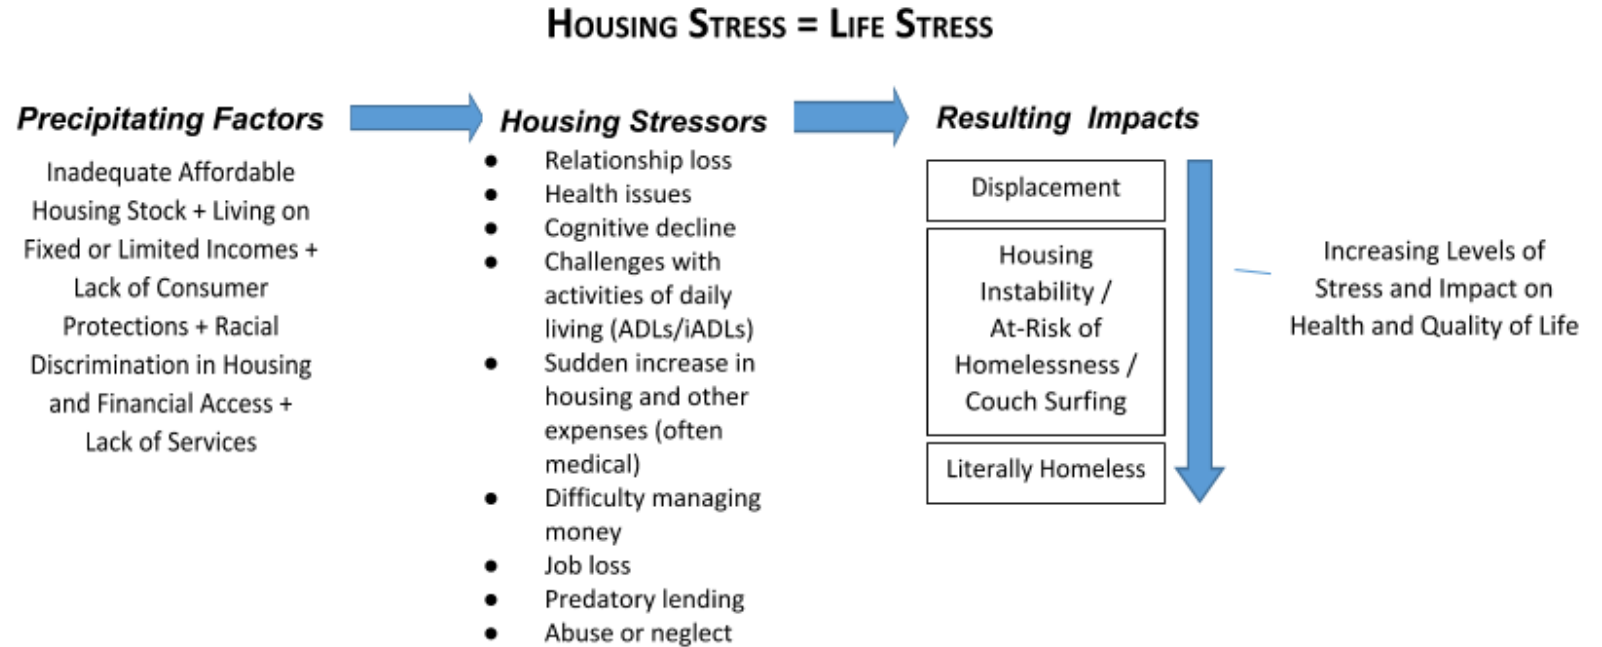 HOUSING STRESS = LIFE STRESS
Precipitating Factors
Inadequate Affordable
Housing Stock + Living on
Fixed or Limited Incomes +
Lack of Consumer
Protections + Racial
Discrimination in Housing
and Financial Access +
Lack of Services
Housing Stressors
● Relationship loss
● Health issues
● Cognitive decline
● Challenges with
activities of daily
living (ADLs/iADLs)
● Sudden increase in
housing and other
expenses (often
medical)
● Difficulty managing
money
● Job loss
● Predatory lending
● Abuse or neglect
Resulting Impacts
Displacement
Housing
Instability /
At-Risk of
Homelessness /
Couch Surfing
Literally Homeless
Increasing Levels of
Stress and Impact on
Health and Quality of Life